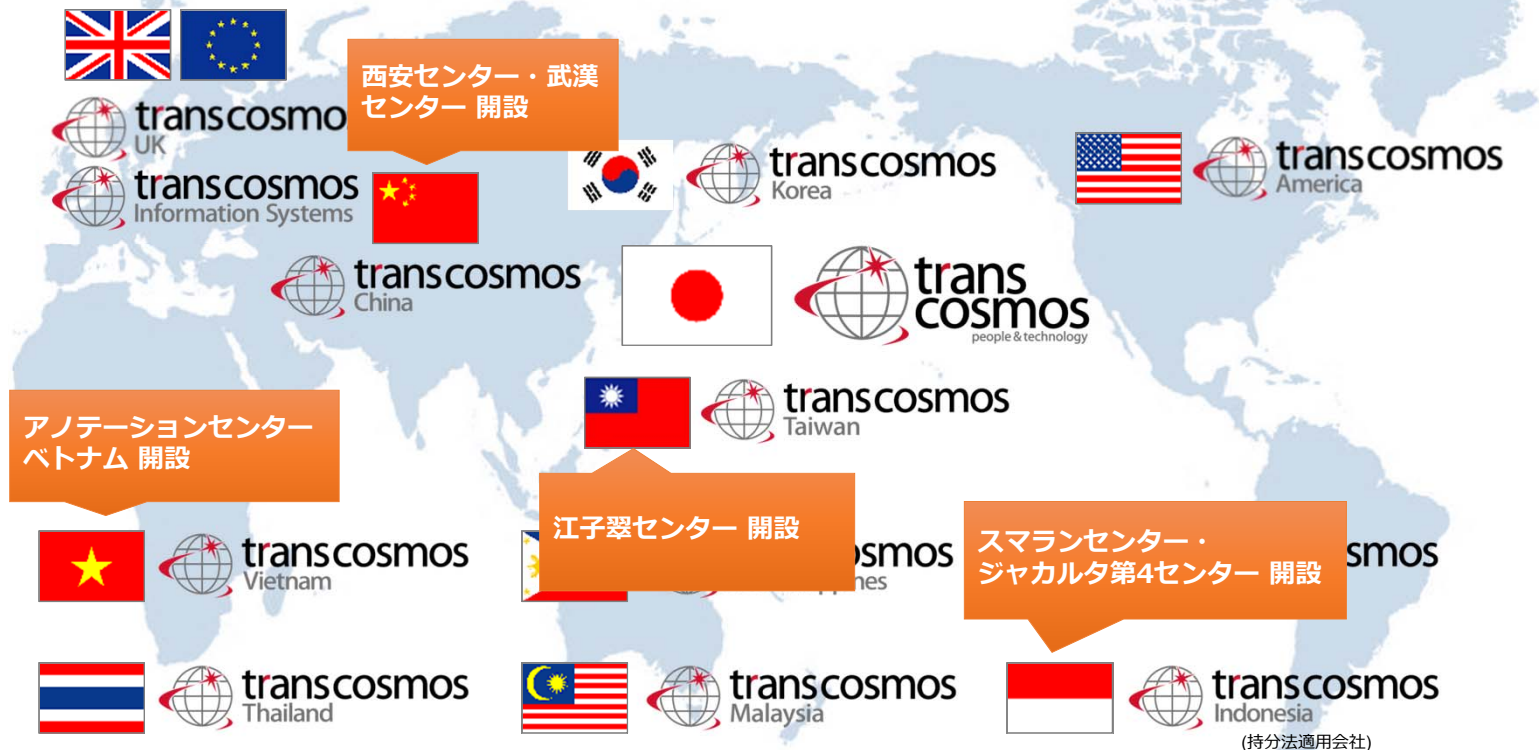 西安センター・武漢
センター 開設
transcosmo
UK
transcosmos
Information Systems
transcosmos
Korea
transcosmos
America
transcosmos
China
trans
cosmos
people & technology
transcosmos
Taiwan
アノテーションセンター
ベトナム 開設
江子翠センター 開設
スマランセンター・
ジャカルタ第4センター 開設
transcosmos
Vietnam
osmos
ppines
smos
transcosmos
Thailand
transcosmos
Malaysia
transcosmos
Indonesia
(持分法適用会社)